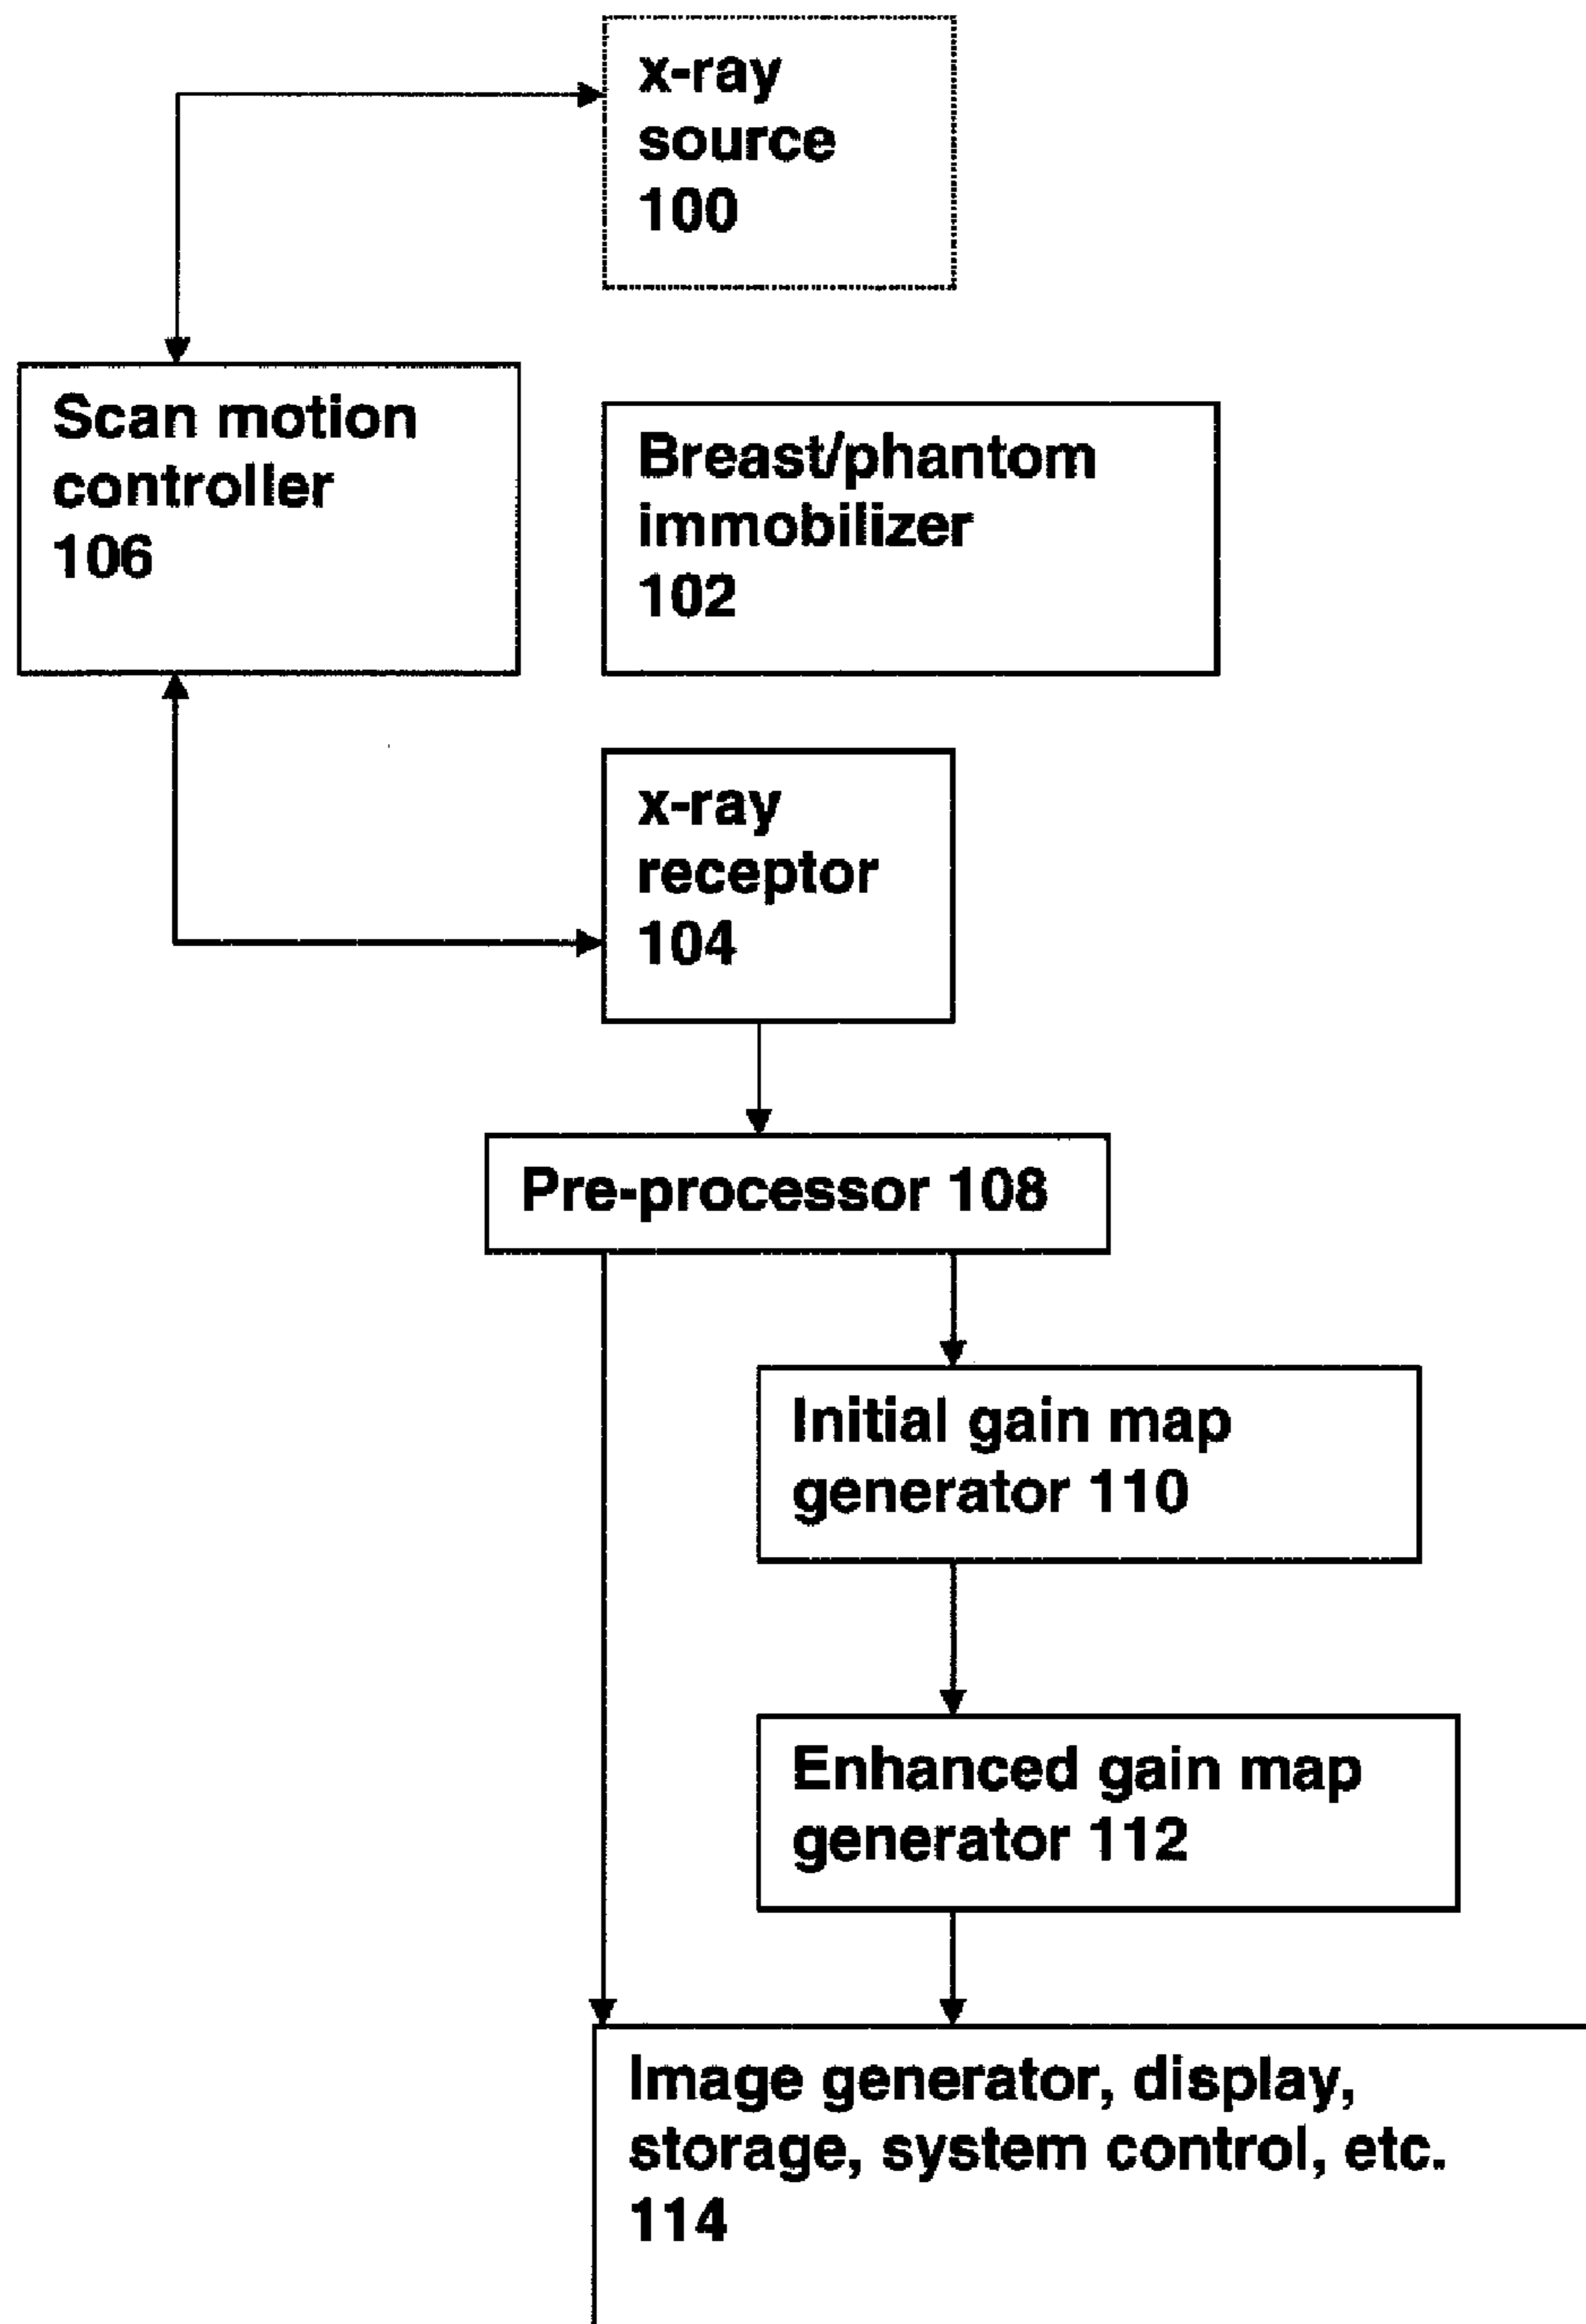 x-ray
source
100
Scan motion
controller
106
Breast/phantom
immobilizer
102
x-ray
receptor
104
Pre-processor 108
Initial gain map
generator 110
Enhanced gain map
generator 112
Image generator, display,
storage, system control, etc.
114